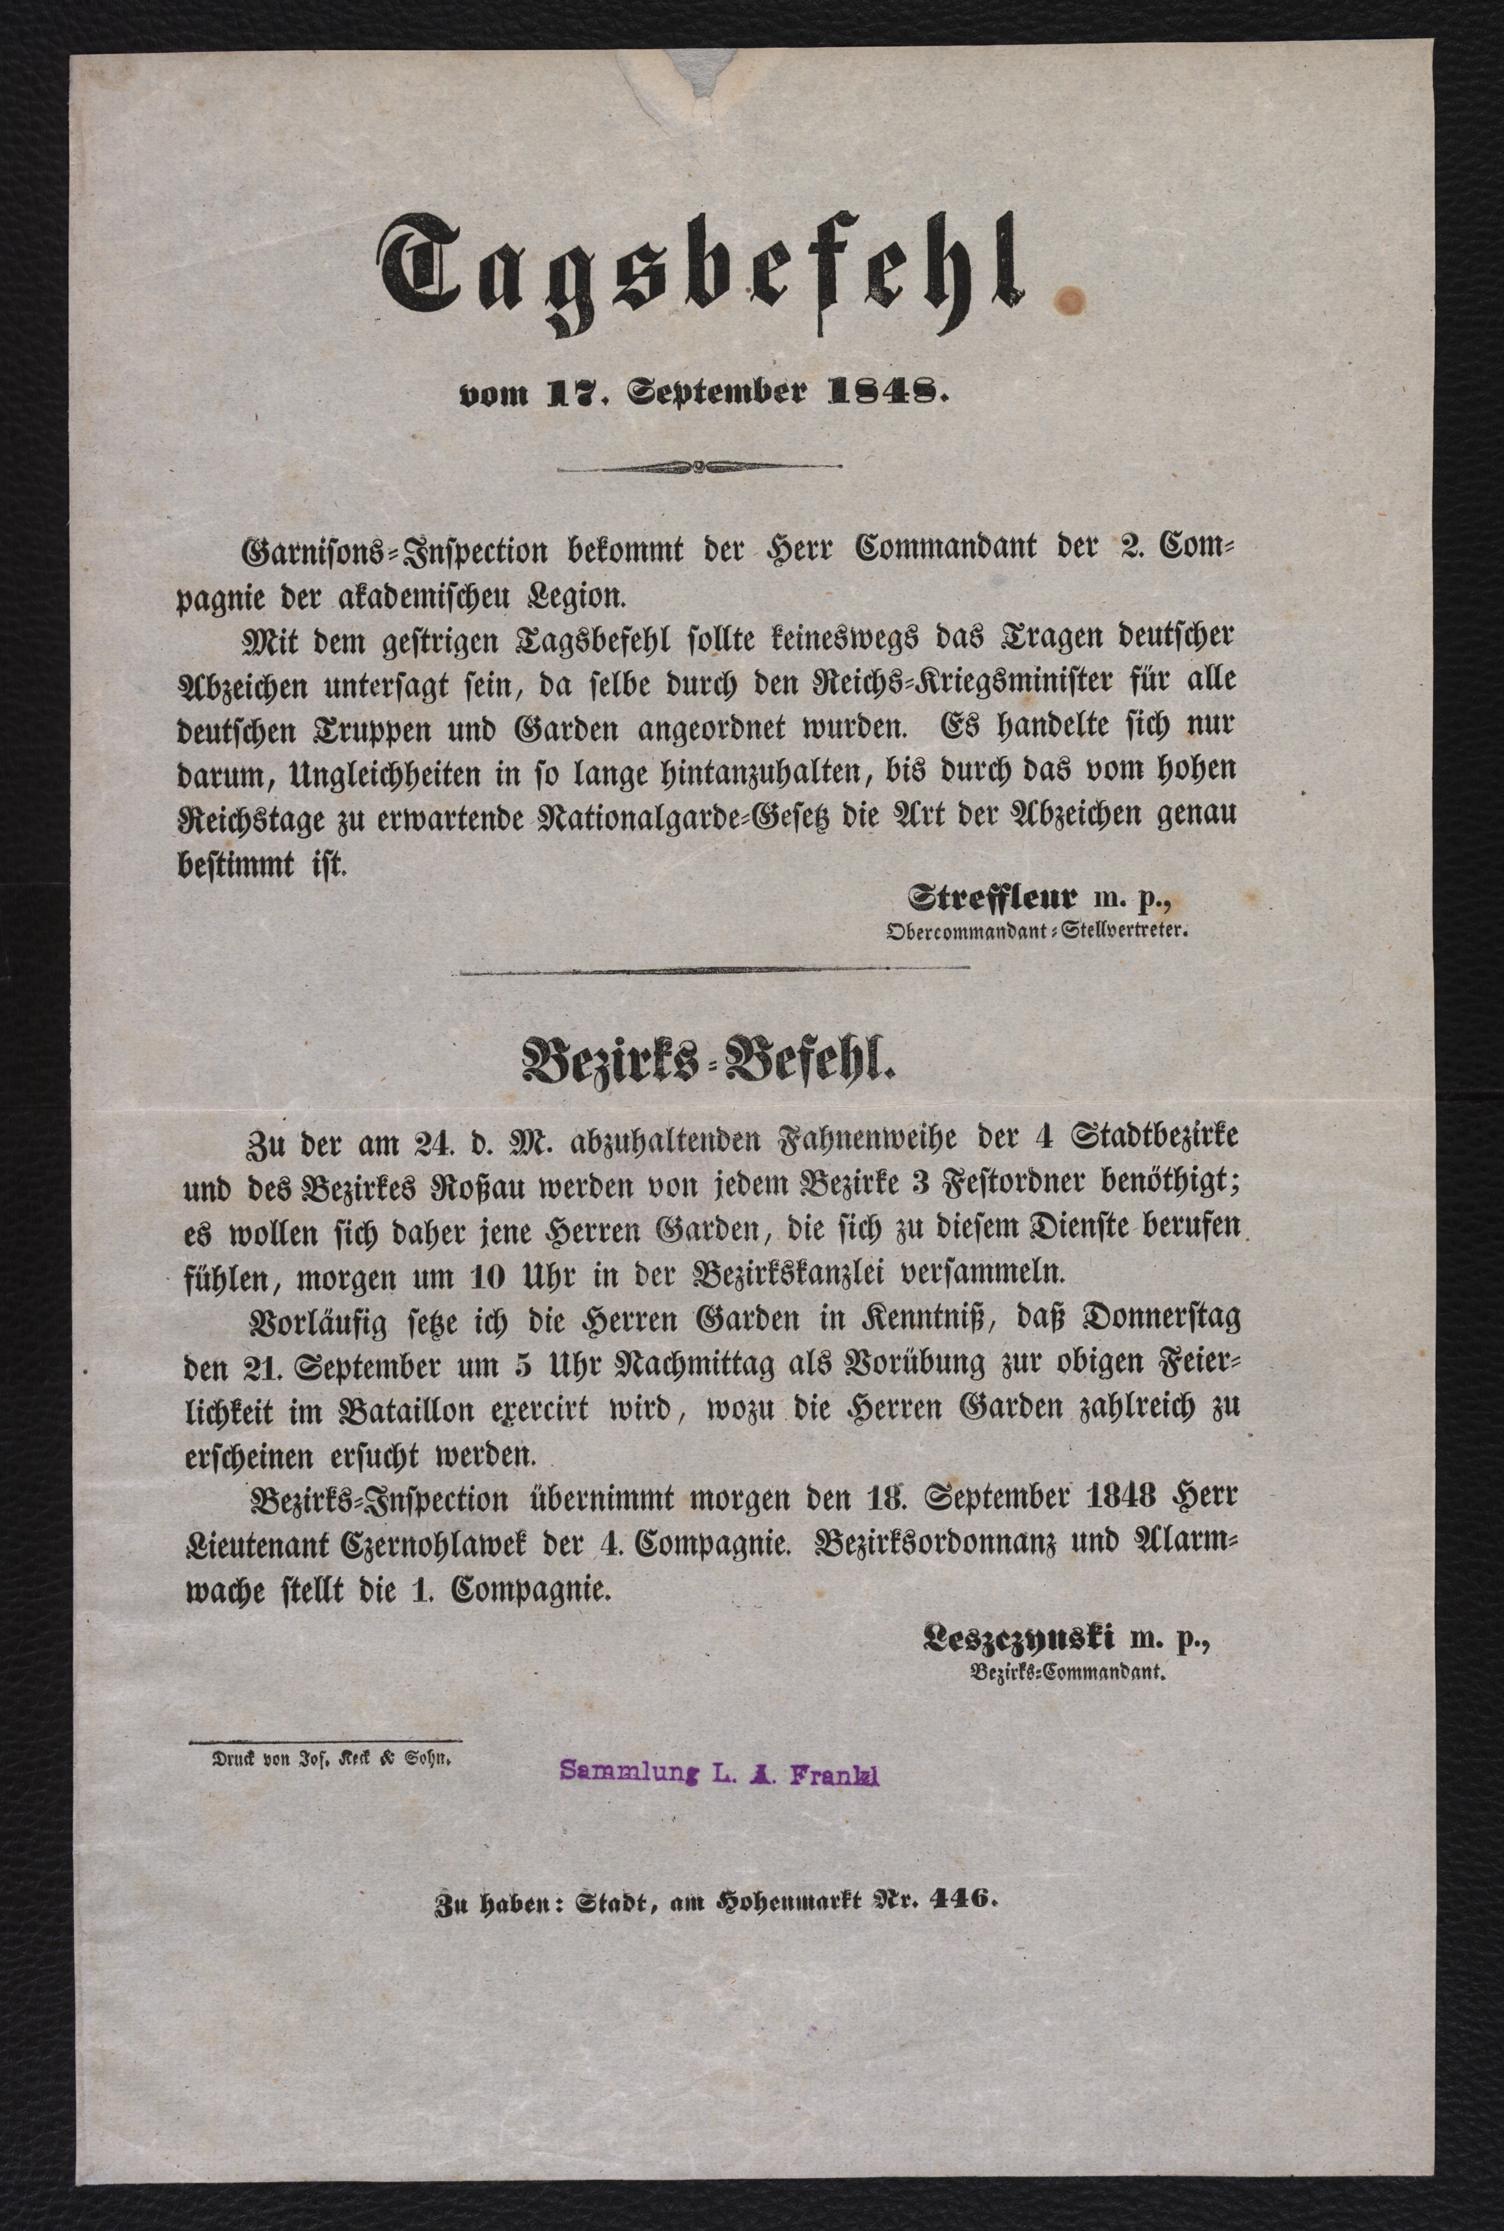 Tagsbefehl
vom 17. September 1848.
Garnisons-Inspection bekommt der Herr Commandant der 2. Com-
pagnie der akademischen Legion.
Mit dem gestrigen Tagsbefehl sollte keineswegs das Tragen deutscher
Abzeichen untersagt sein, da selbe durch den Reichs-Kriegsminister für alle
deutschen Truppen und Garden angeordnet wurden. Es handelte sich nur
darum, Ungleichheiten in so lange hintanzuhalten, bis durch das vom hohen
Reichstage zu erwartende Nationalgarde-Gesetz die Art der Abzeichen genau
bestimmt ist.
Streffleur m. p.,
Obercommandant-Stellvertreter.
Bezirks-Befehl.
Zu der am 24. d. M. abzuhaltenden Fahnenweihe der 4 Stadtbezirke
und des Bezirkes Roßau werden von jedem Bezirke 3 Festordner benöthigt;
es wollen sich daher jene Herren Garden, die sich zu diesem Dienste berufen
fühlen, morgen um 10 Uhr in der Bezirkskanzlei versammeln.
Vorläufig setze ich die Herren Garden in Kenntniß, daß Donnerstag
den 21. September um 5 Uhr Nachmittag als Vorübung zur obigen Feier-
lichkeit im Bataillon exercirt wird, wozu die Herren Garden zahlreich zu
erscheinen ersucht werden.
Bezirks-Inspection übernimmt morgen den 18. September 1848 Herr
Lieutenant Czernohlawek der 4. Compagnie. Bezirksordonnanz und Alarm-
wache stellt die 1. Compagnie.
Leszczynski m. p.,
Bezirks-Commandant.
Druck von Jos. Keck & Sohn.
Sammlung L. A. Frankl
Zu haben: Stadt, am Hohenmarkt Nr. 446.